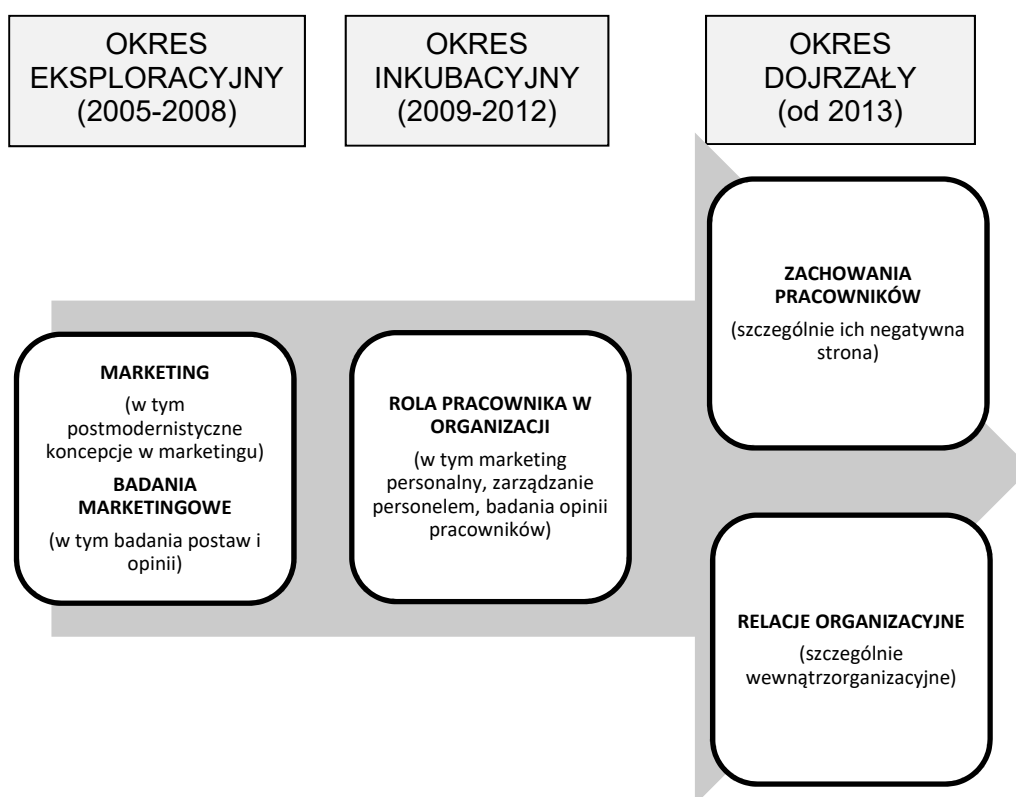 OKRES
EKSPLORACYJNY
(2005-2008)
OKRES
INKUBACYJNY
(2009-2012)
OKRES
DOJRZAŁY
(od 2013)
MARKETING
(w tym
postmodernistyczne
koncepcje w marketingu)
BADANIA
MARKETINGOWE
(w tym badania postaw i
opinii)
ROLA PRACOWNIKA W
ORGANIZACJI
(w tym marketing
personalny, zarządzanie
personelem, badania opinii
pracowników)
ZACHOWANIA
PRACOWNIKÓW
(szczególnie ich negatywna
strona)
RELACJE ORGANIZACYJNE
(szczególnie
wewnątrzorganizacyjne)